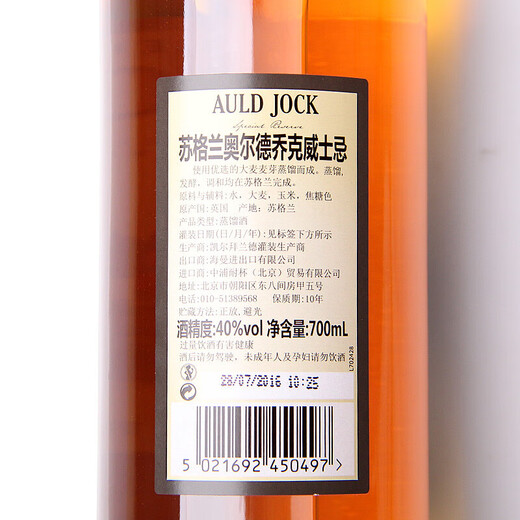 AULD JOCK
Special Reserve
苏格兰奥尔德乔克威士忌
使用优选的大麦麦芽蒸馏而成。蒸馏,
发酵，调和均在苏格兰完成。
原料与辅料:水，大麦，玉米，焦糖色
原产国:英国 产地：苏格兰
产品类型:蒸馏酒
灌装日期(日/月/年):见标签下方所示
生产商:凯尔拜兰德灌装生产商
出口商:海曼进出口有限公司
进口商:中浦耐杯（北京）贸易有限公司
地址:北京市朝阳区东八间房甲五号
电话:010-51389568 保质期:10年
贮藏方法:正放,避光
酒精度:40%vol 净含量:700mL
过量饮酒有害健康
酒后请勿驾驶，未成年人及孕妇请勿饮酒
L702428
28/07/2016 10:25
5 021692 450497 >